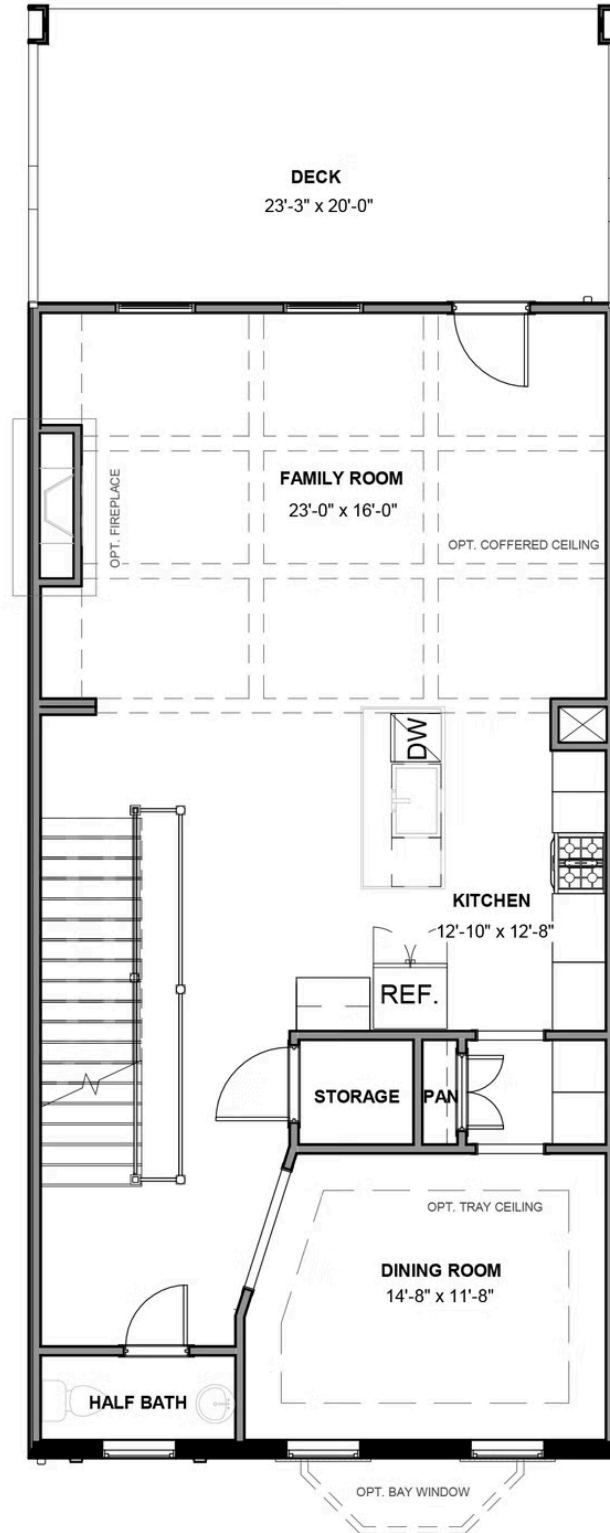 DECK
23'-3" x 20'-0"
FAMILY ROOM
23'-0" x 16'-0"
OPT. FIREPLACE
OPT. COFFERED CEILING
DW
KITCHEN
12'-10" x 12'-8"
REF.
STORAGE
PAN
OPT. TRAY CEILING
DINING ROOM
14'-8" x 11'-8"
HALF BATH
OPT. BAY WINDOW